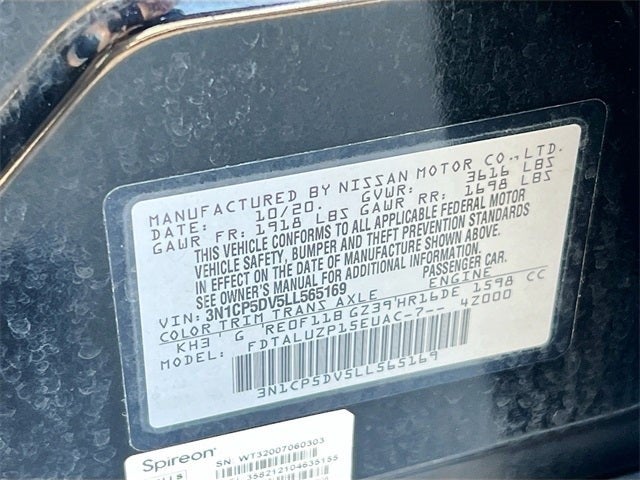 MANUFACTURED BY NISSAN MOTOR CO., LTD.
DATE: 10/20. GVWR: 3616 LBS
GAWR FR: 1918 LBS GAWR RR: 1698 LBS
THIS VEHICLE CONFORMS TO ALL APPLICABLE FEDERAL MOTOR
VEHICLE SAFETY, BUMPER AND THEFT PREVENTION STANDARDS
IN EFFECT ON THE DATE OF MANUFACTURE SHOWN ABOVE.
SEE OWNER'S MANUAL FOR ADDITIONAL INFORMATION.
VIN: 3N1CP5DV5LL565169 PASSENGER CAR.
COLOR TRIM TRANS AXLE ENGINE
KH3 G RE0F11B GZ39 HR16DE 1598 CC
MODEL: FDTALUZP15EUAC-7-- 4Z000
3N1CP5DV5LL565169
Spireon SN: WT32007060303
358212104635155